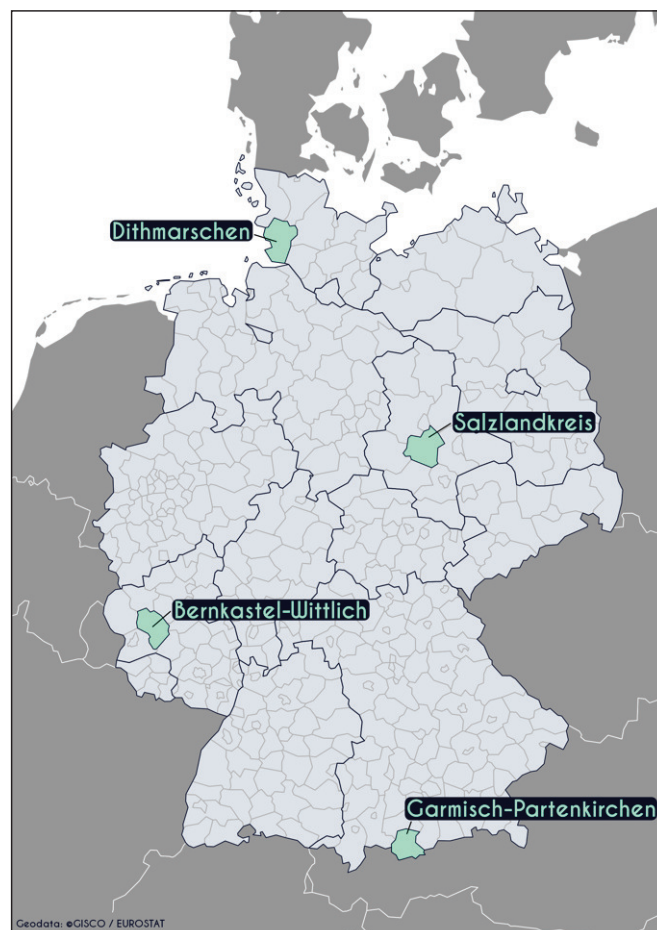 Dithmarschen
Salzlandkreis
Bernkastel-Wittlich
Garmisch-Partenkirchen
Geodata: ©GISCO / EUROSTAT